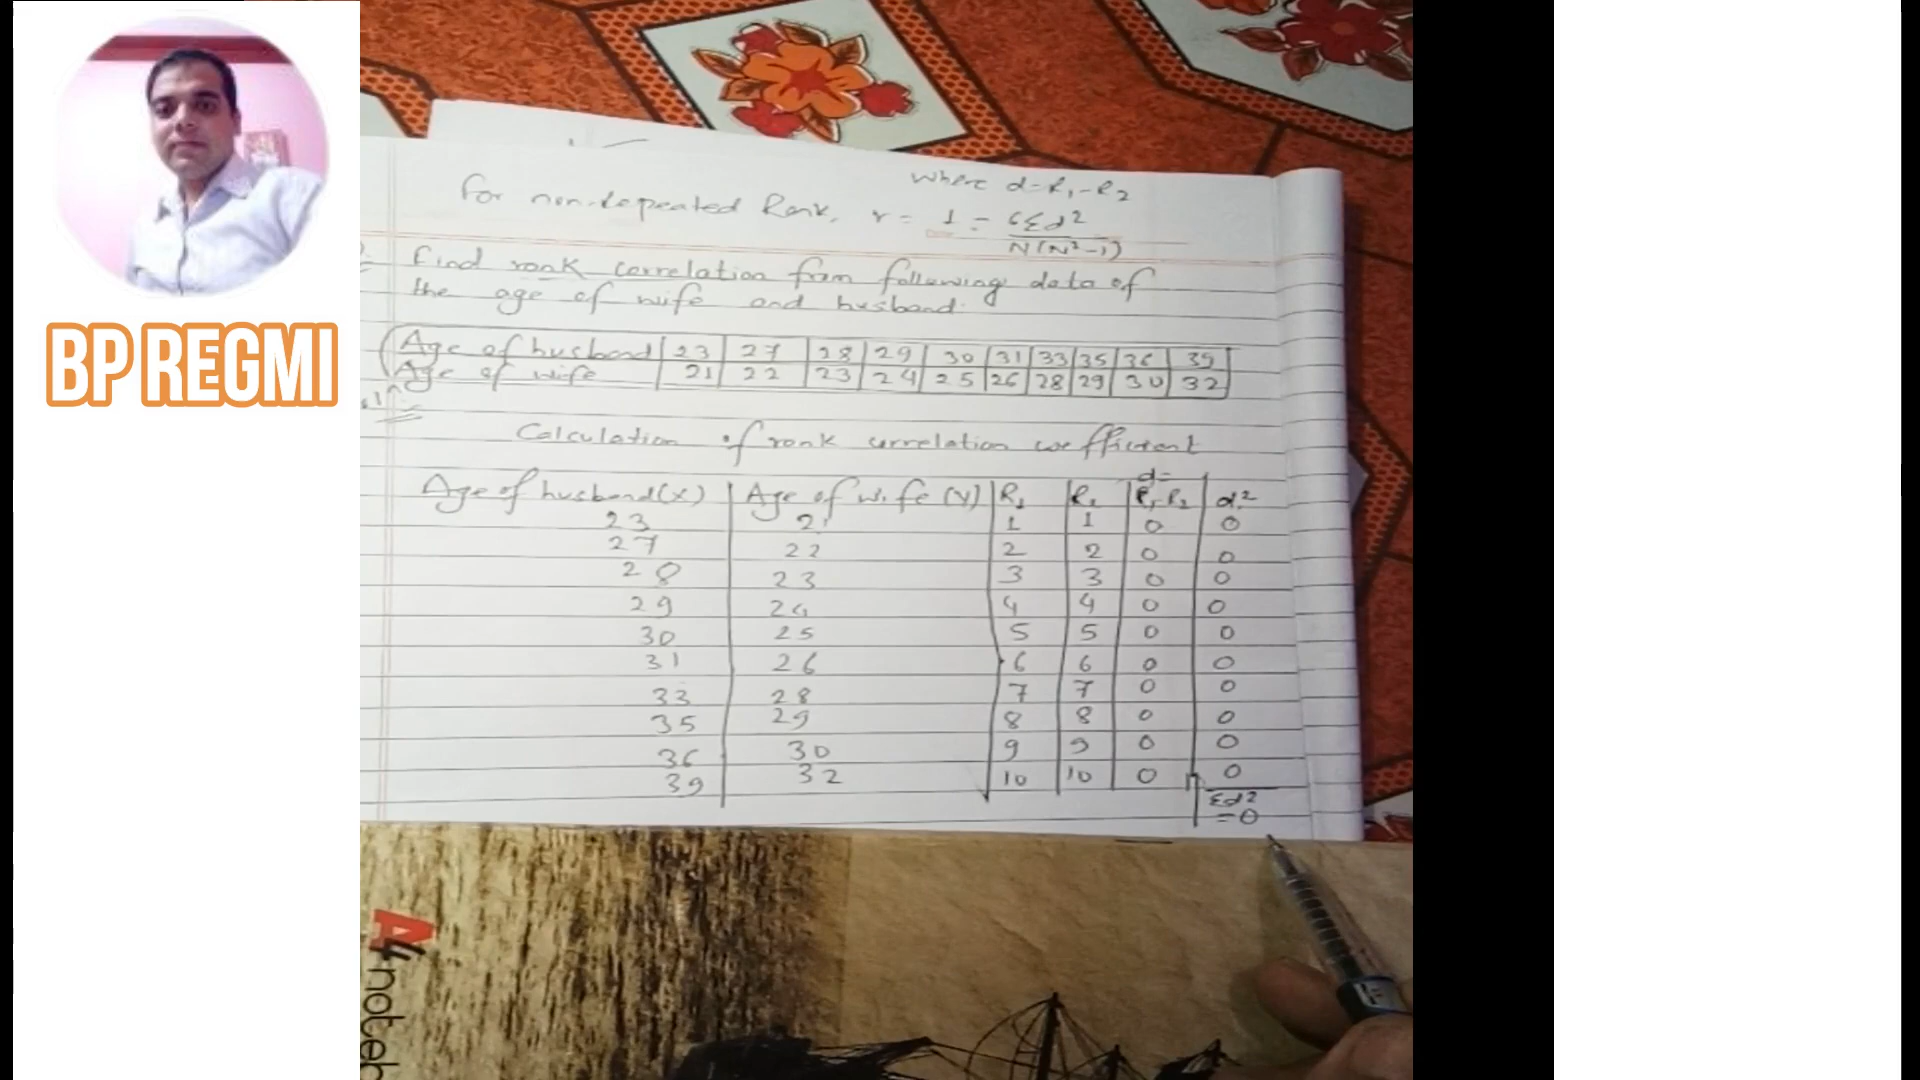 BP REGMI
where d=R₁-R₂
for non-repeated Rank, r = 1 - 6Σd² / N(N²-1)
Find rank correlation from following data of
the age of wife and husband.
Age of husband 23 27 28 29 30 31 33 35 36 39
Age of wife 21 22 23 24 25 26 28 29 30 32
Calculation of rank correlation coefficient
Age of husband(X) Age of wife (Y) R₁ R₂ d= R₁-R₂ d²
23 21 1 1 0 0
27 22 2 2 0 0
28 23 3 3 0 0
29 24 4 4 0 0
30 25 5 5 0 0
31 26 6 6 0 0
33 28 7 7 0 0
35 29 8 8 0 0
36 30 9 9 0 0
39 32 10 10 0 0
Σd²
=0
A4
noteb